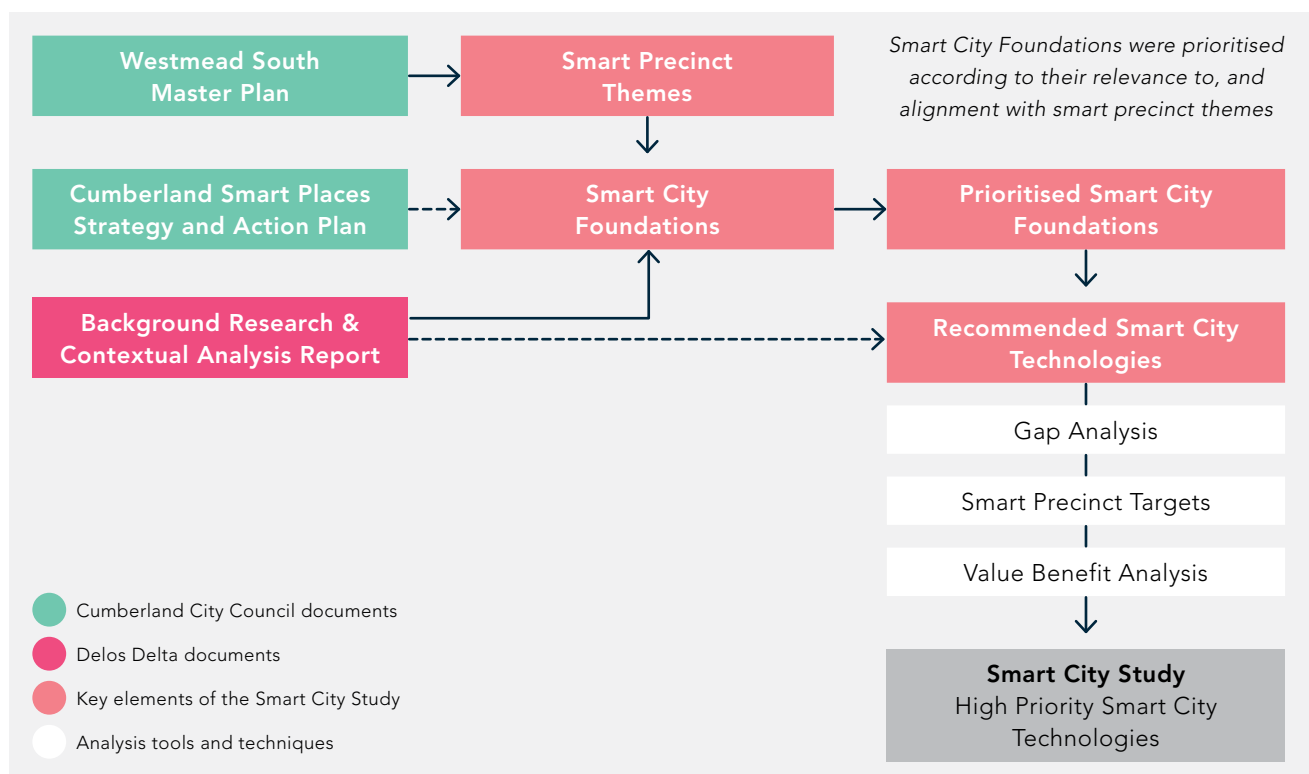 Westmead South
Master Plan
Smart Precinct
Themes
Smart City Foundations were prioritised
according to their relevance to, and
alignment with smart precinct themes
Cumberland Smart Places
Strategy and Action Plan
Smart City
Foundations
Prioritised Smart City
Foundations
Background Research &
Contextual Analysis Report
Recommended Smart City
Technologies
Gap Analysis
Smart Precinct Targets
Value Benefit Analysis
Smart City Study
High Priority Smart City
Technologies
Cumberland City Council documents
Delos Delta documents
Key elements of the Smart City Study
Analysis tools and techniques